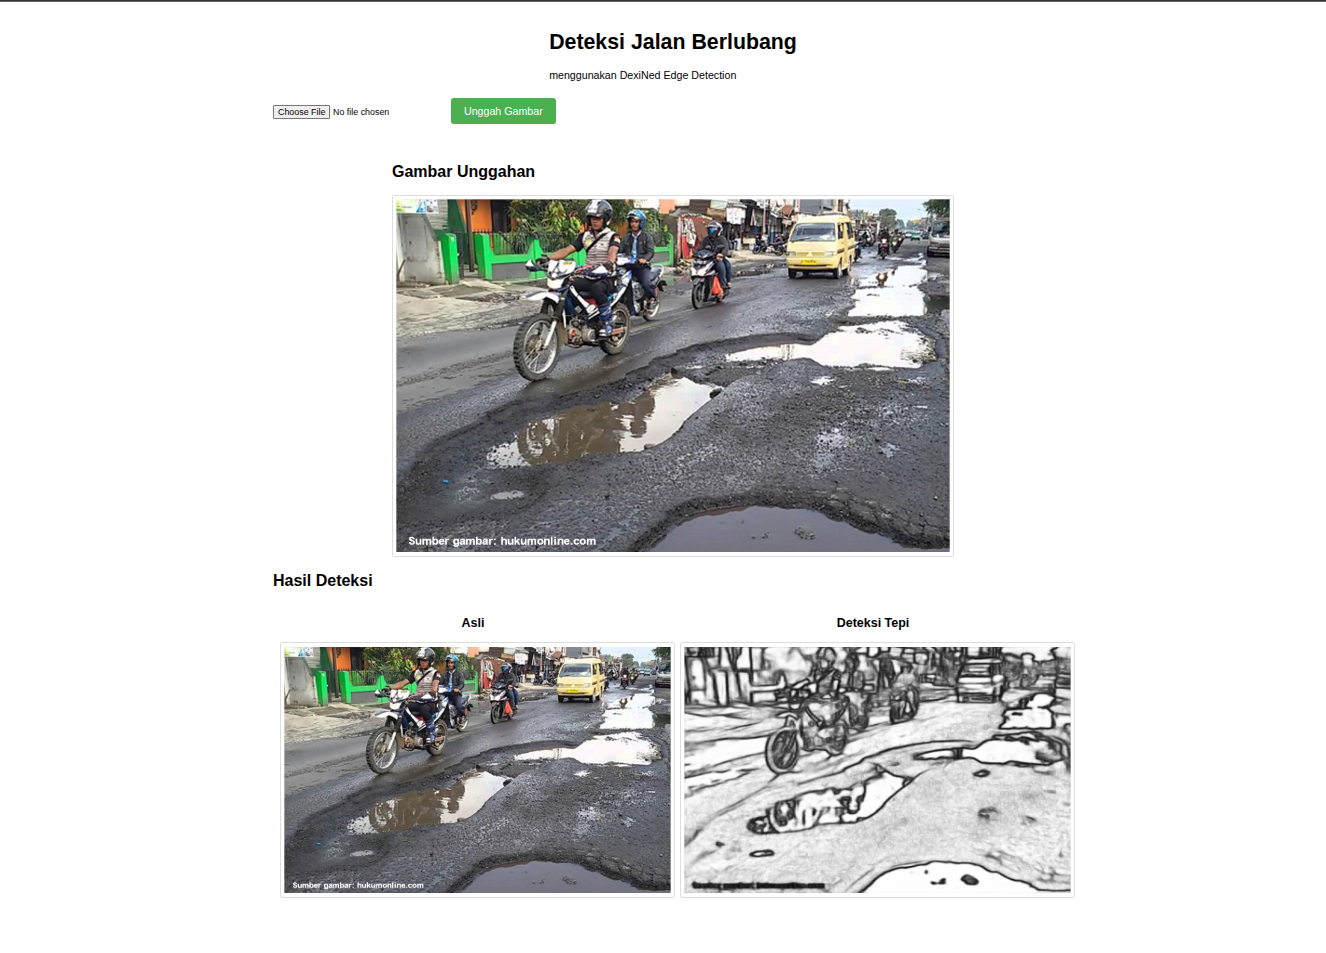 Deteksi Jalan Berlubang
menggunakan DexiNed Edge Detection
Choose File No file chosen
Unggah Gambar
Gambar Unggahan
Sumber gambar: hukumonline.com
Hasil Deteksi
Asli
Deteksi Tepi
Sumber gambar: hukumonline.com